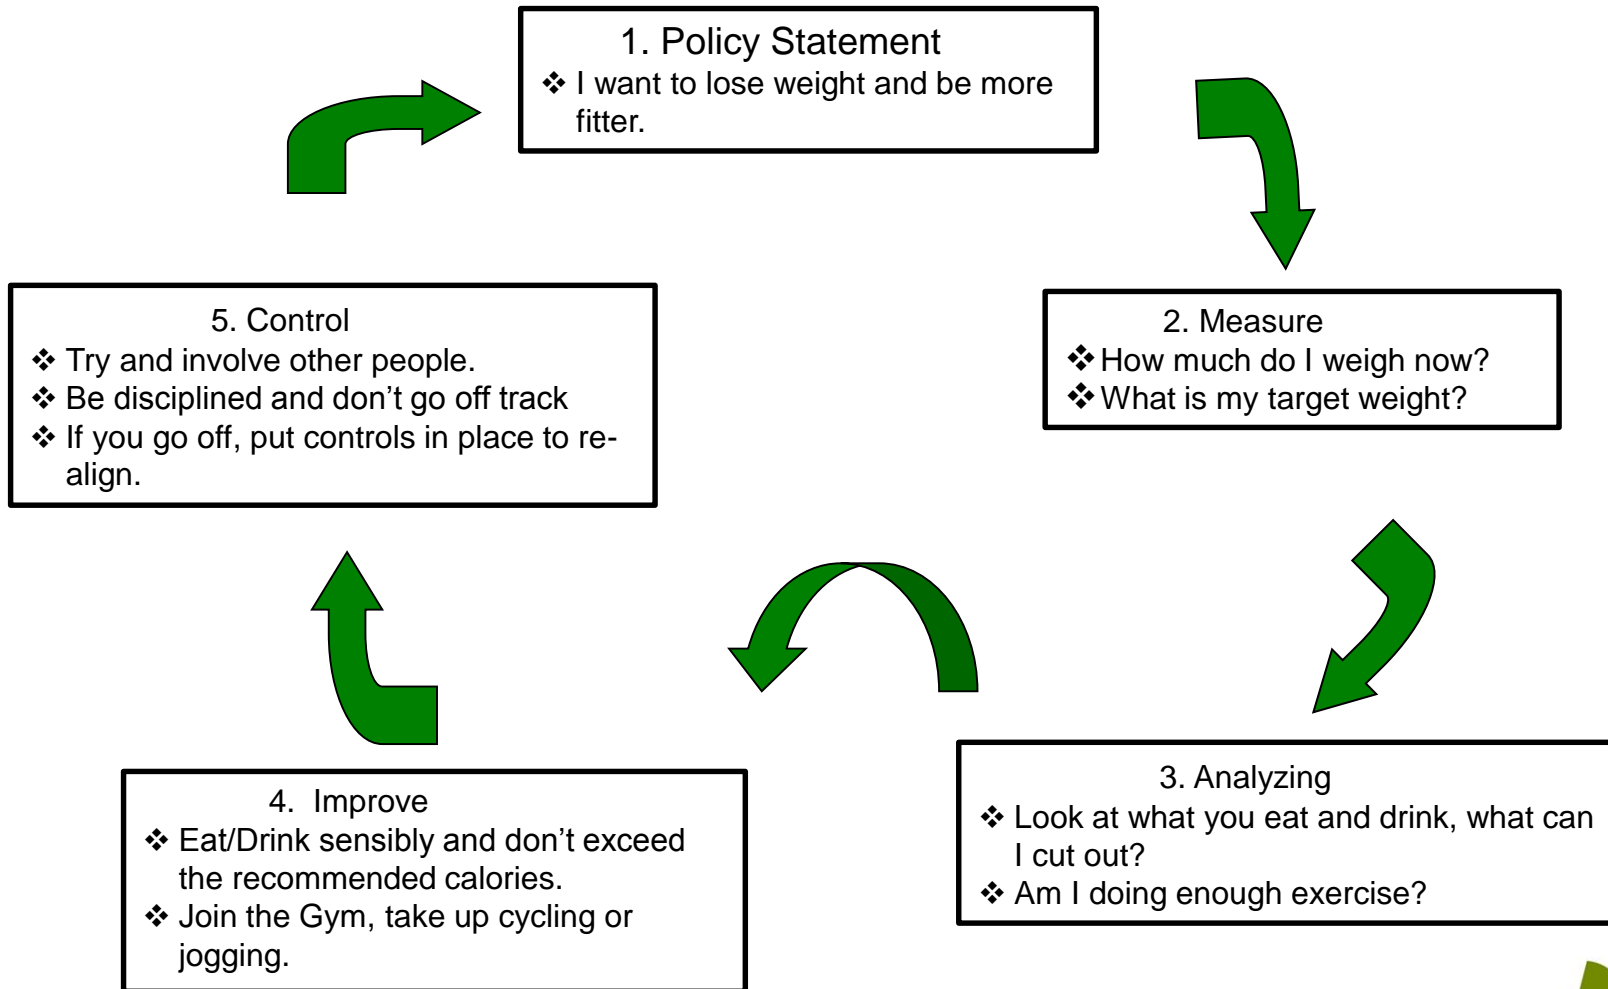 1. Policy Statement
❖ I want to lose weight and be more
fitter.
2. Measure
❖ How much do I weigh now?
❖ What is my target weight?
3. Analyzing
❖ Look at what you eat and drink, what can
I cut out?
❖ Am I doing enough exercise?
4. Improve
❖ Eat/Drink sensibly and don’t exceed
the recommended calories.
❖ Join the Gym, take up cycling or
jogging.
5. Control
❖ Try and involve other people.
❖ Be disciplined and don’t go off track
❖ If you go off, put controls in place to re-
align.